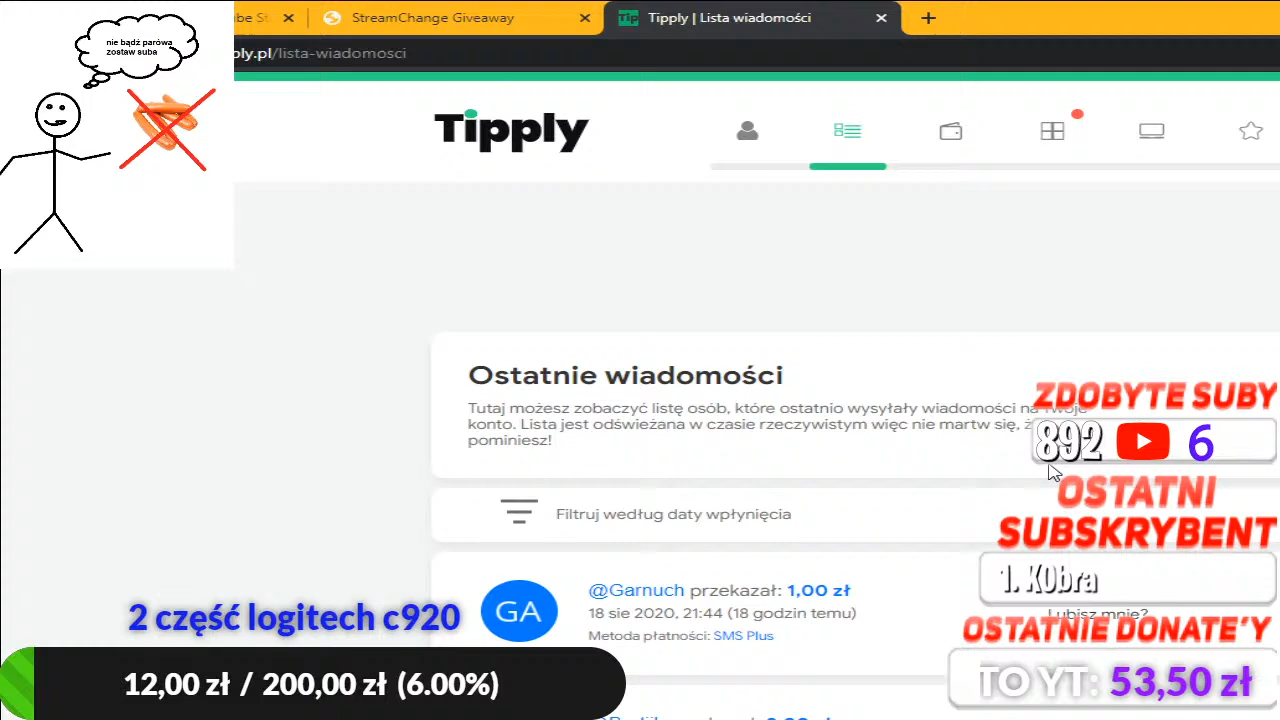 be St
StreamChange Giveaway
Tip
Tipply | Lista wiadomości
ply.pl/lista-wiadomosci
nie bądź parówa
zostaw suba
Tipply
Ostatnie wiadomości
Tutaj możesz zobaczyć listę osób, które ostatnio wysyłały wiadomości na Twoje
konto. Lista jest odświeżana w czasie rzeczywistym więc nie martw się, ż
pominiesz!
ZDOBYTE SUBY
892 6
Filtruj według daty wpłynięcia
OSTATNI
SUBSKRYBENT
1. K0bra
GA
@Garnuch przekazał: 1,00 zł
18 sie 2020, 21:44 (18 godzin temu)
Metoda płatności: SMS Plus
Lubisz mnie?
2 część logitech c920
12,00 zł / 200,00 zł (6.00%)
OSTATNIE DONATE'Y
TO YT: 53,50 zł